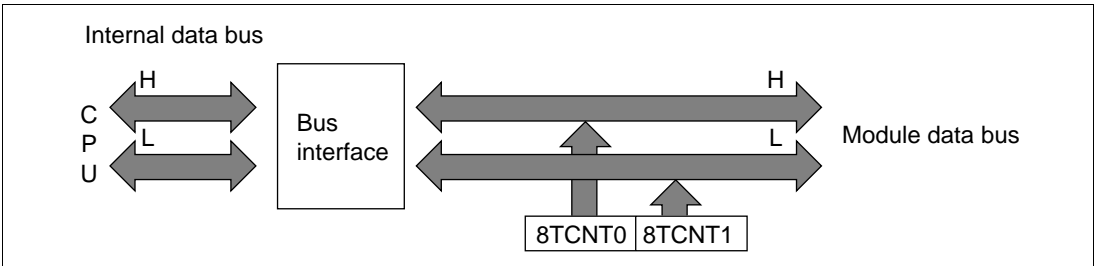 Internal data bus
H
H
C
P
U
L
Bus
interface
L
Module data bus
8TCNT0 8TCNT1